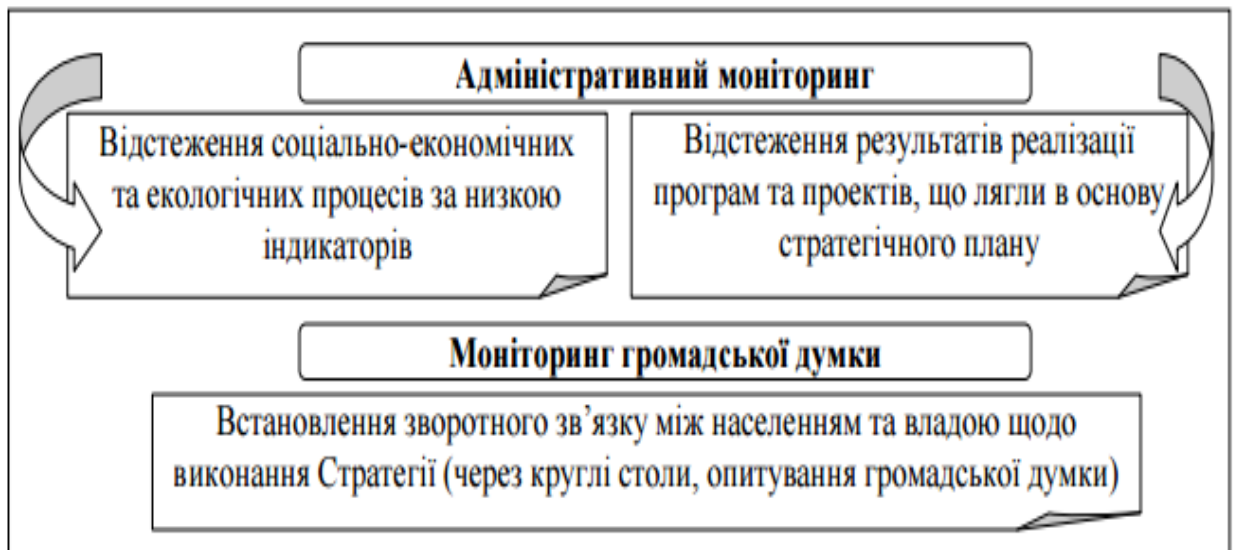 Адміністративний моніторинг
Відстеження соціально-економічних
та екологічних процесів за низкою
індикаторів
Відстеження результатів реалізації
програм та проектів, що лягли в основу
стратегічного плану
Моніторинг громадської думки
Встановлення зворотного зв’язку між населенням та владою щодо
виконання Стратегії (через круглі столи, опитування громадської думки)